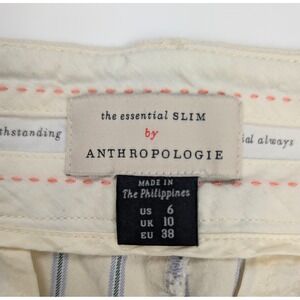 the essential SLIM
thstanding by ial always
ANTHROPOLOGIE
MADE IN
The Philippines
US 6
UK 10
EU 38